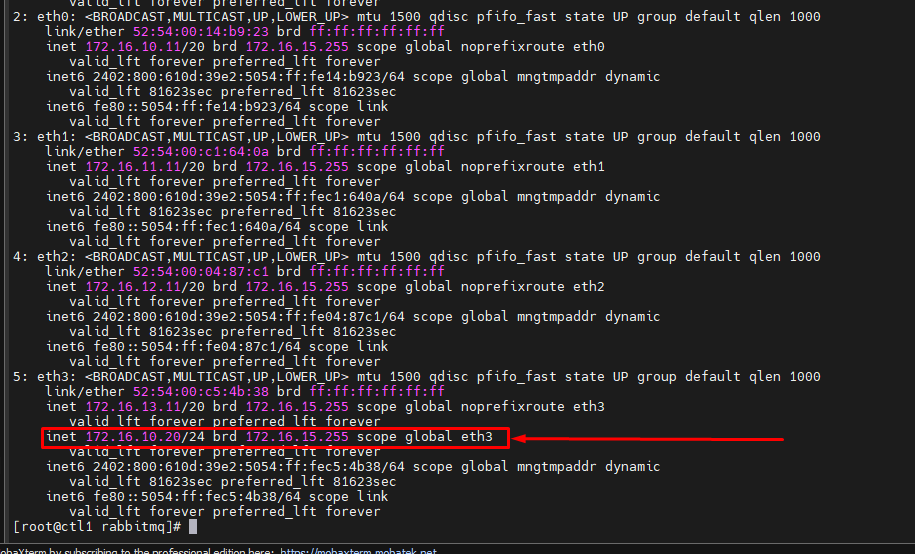 valid_lft forever preferred_lft forever
2: eth0: <BROADCAST,MULTICAST,UP,LOWER_UP> mtu 1500 qdisc pfifo_fast state UP group default qlen 1000
link/ether 52:54:00:14:b9:23 brd ff:ff:ff:ff:ff:ff
inet 172.16.10.11/20 brd 172.16.15.255 scope global noprefixroute eth0
valid_lft forever preferred_lft forever
inet6 2402:800:610d:39e2:5054:ff:fe14:b923/64 scope global mngtmpaddr dynamic
valid_lft 81623sec preferred_lft 81623sec
inet6 fe80::5054:ff:fe14:b923/64 scope link
valid_lft forever preferred_lft forever
3: eth1: <BROADCAST,MULTICAST,UP,LOWER_UP> mtu 1500 qdisc pfifo_fast state UP group default qlen 1000
link/ether 52:54:00:c1:64:0a brd ff:ff:ff:ff:ff:ff
inet 172.16.11.11/20 brd 172.16.15.255 scope global noprefixroute eth1
valid_lft forever preferred_lft forever
inet6 2402:800:610d:39e2:5054:ff:fec1:640a/64 scope global mngtmpaddr dynamic
valid_lft 81623sec preferred_lft 81623sec
inet6 fe80::5054:ff:fec1:640a/64 scope link
valid_lft forever preferred_lft forever
4: eth2: <BROADCAST,MULTICAST,UP,LOWER_UP> mtu 1500 qdisc pfifo_fast state UP group default qlen 1000
link/ether 52:54:00:04:87:c1 brd ff:ff:ff:ff:ff:ff
inet 172.16.12.11/20 brd 172.16.15.255 scope global noprefixroute eth2
valid_lft forever preferred_lft forever
inet6 2402:800:610d:39e2:5054:ff:fe04:87c1/64 scope global mngtmpaddr dynamic
valid_lft 81623sec preferred_lft 81623sec
inet6 fe80::5054:ff:fe04:87c1/64 scope link
valid_lft forever preferred_lft forever
5: eth3: <BROADCAST,MULTICAST,UP,LOWER_UP> mtu 1500 qdisc pfifo_fast state UP group default qlen 1000
link/ether 52:54:00:c5:4b:38 brd ff:ff:ff:ff:ff:ff
inet 172.16.13.11/20 brd 172.16.15.255 scope global noprefixroute eth3
valid_lft forever preferred_lft forever
inet 172.16.10.20/24 brd 172.16.15.255 scope global eth3
valid_lft forever preferred_lft forever
inet6 2402:800:610d:39e2:5054:ff:fec5:4b38/64 scope global mngtmpaddr dynamic
valid_lft 81623sec preferred_lft 81623sec
inet6 fe80::5054:ff:fec5:4b38/64 scope link
valid_lft forever preferred_lft forever
[root@ctl1 rabbitmq]#
obaXterm by subscribing to the professional edition here: https://mobaxterm.mobatek.net